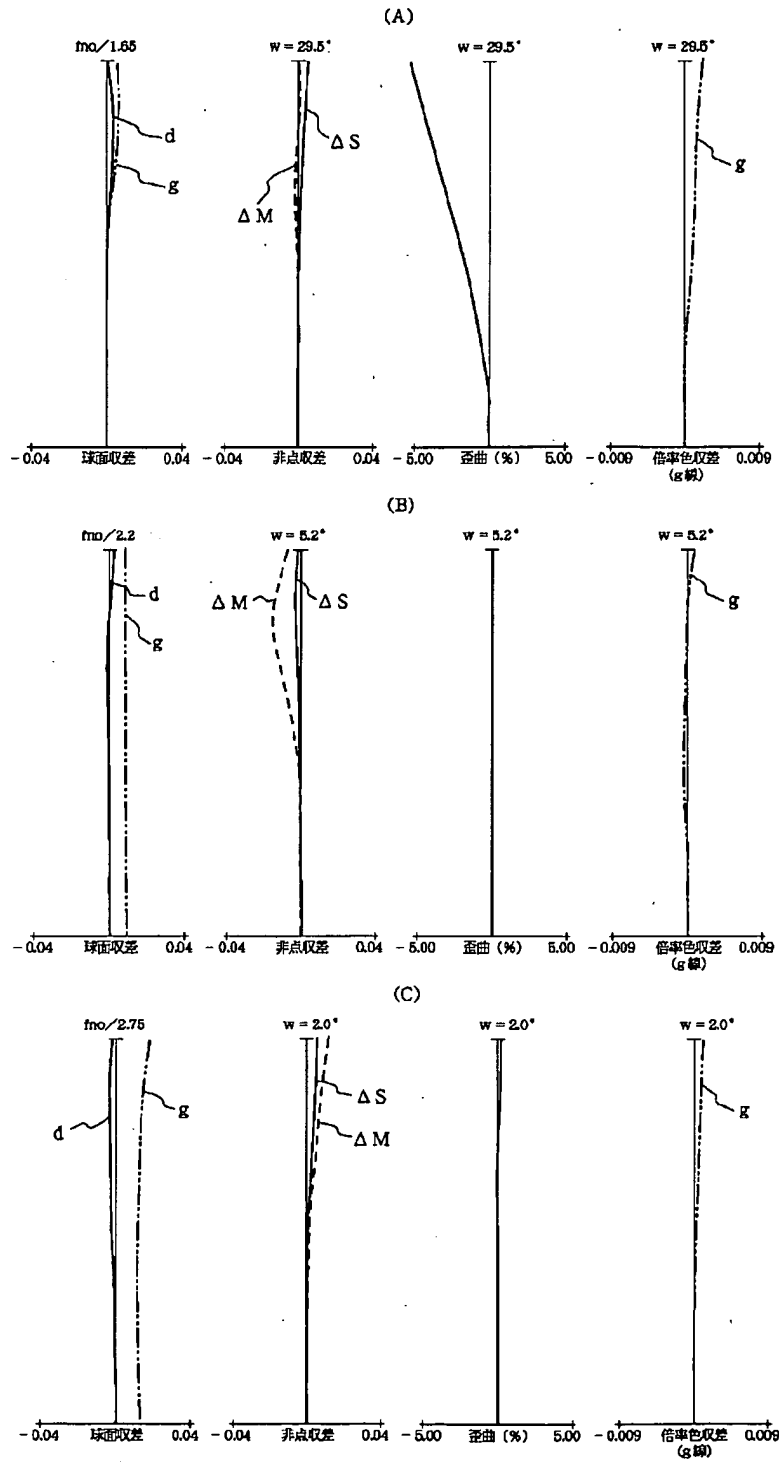 (A)
fno/1.65
w = 29.5°
w = 29.5°
w = 29.5°
d
g
ΔS
ΔM
g
-0.04 球面収差 0.04
-0.04 非点収差 0.04
-5.00 歪曲 (%) 5.00
-0.009 倍率色収差 0.009
(g線)
(B)
fno/2.2
w = 5.2°
w = 5.2°
w = 5.2°
d
g
ΔM
ΔS
g
-0.04 球面収差 0.04
-0.04 非点収差 0.04
-5.00 歪曲 (%) 5.00
-0.009 倍率色収差 0.009
(g線)
(C)
fno/2.75
w = 2.0°
w = 2.0°
w = 2.0°
d
g
ΔS
ΔM
g
-0.04 球面収差 0.04
-0.04 非点収差 0.04
-5.00 歪曲 (%) 5.00
-0.009 倍率色収差 0.009
(g線)